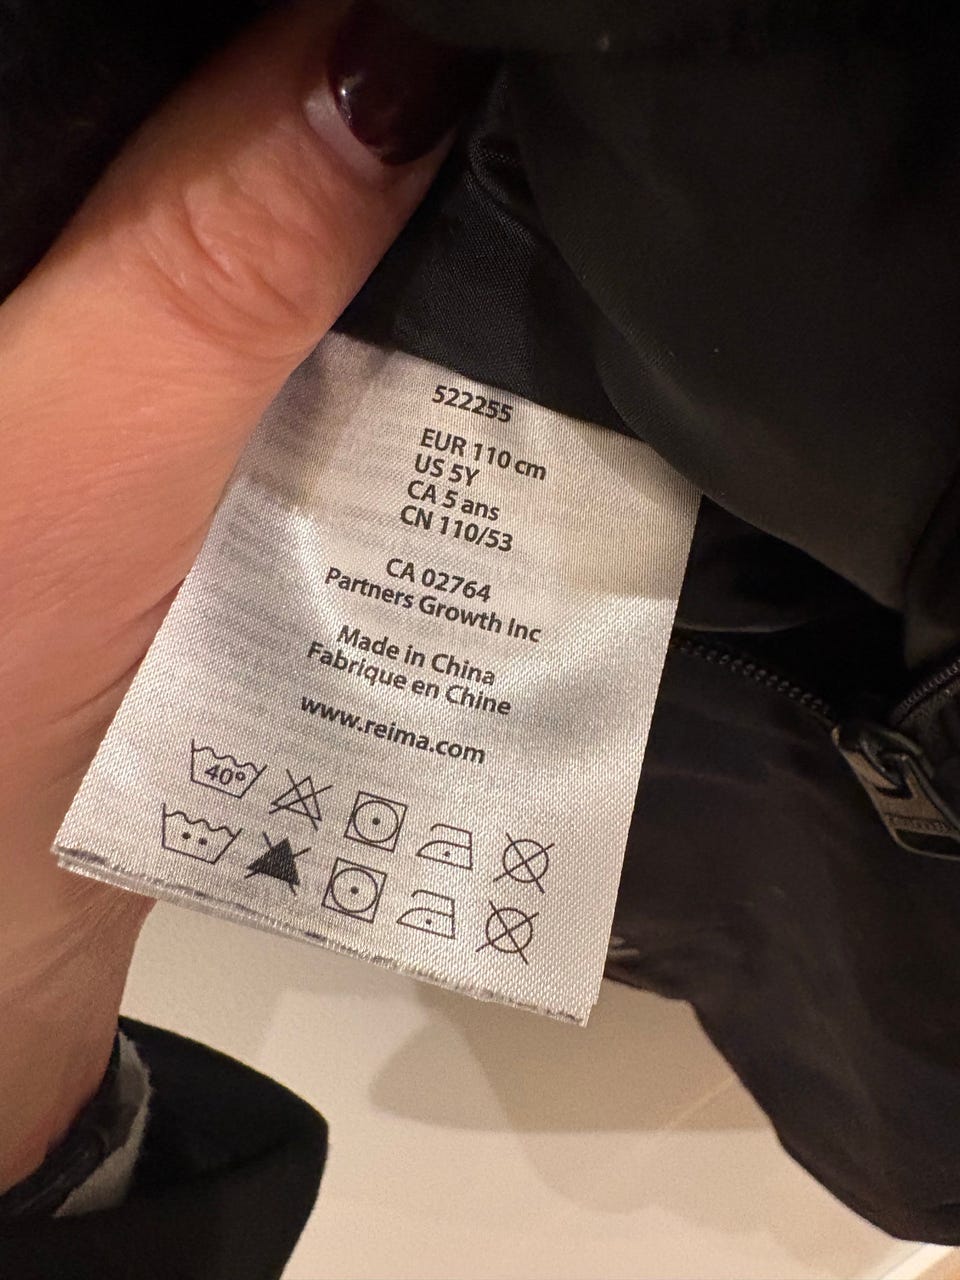 522255
EUR 110 cm
US 5Y
CA 5 ans
CN 110/53
CA 02764
Partners Growth Inc
Made in China
Fabrique en Chine
www.reima.com
40°